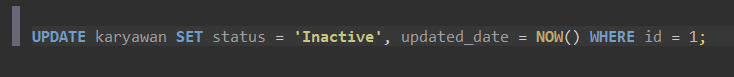 UPDATE karyawan SET status = 'Inactive', updated_date = NOW() WHERE id = 1;